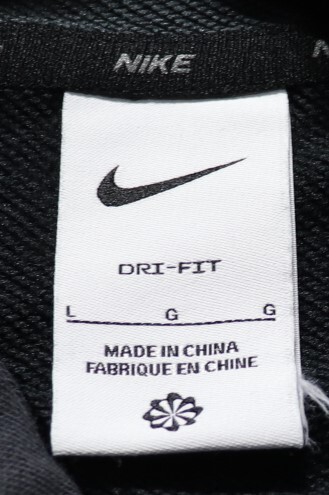 NIKE
DRI-FIT
L G G
MADE IN CHINA
FABRIQUE EN CHINE